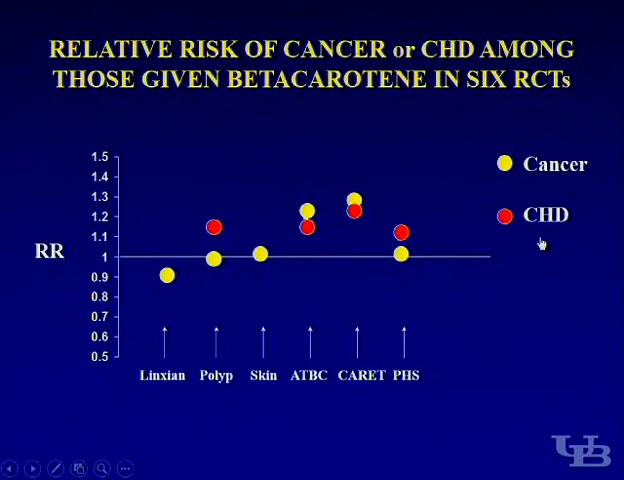 RELATIVE RISK OF CANCER or CHD AMONG
THOSE GIVEN BETACAROTENE IN SIX RCTs
1.5
1.4
1.3
1.2
1.1
1
0.9
0.8
0.7
0.6
0.5
RR
Cancer
CHD
Linxian Polyp Skin ATBC CARET PHS
UB